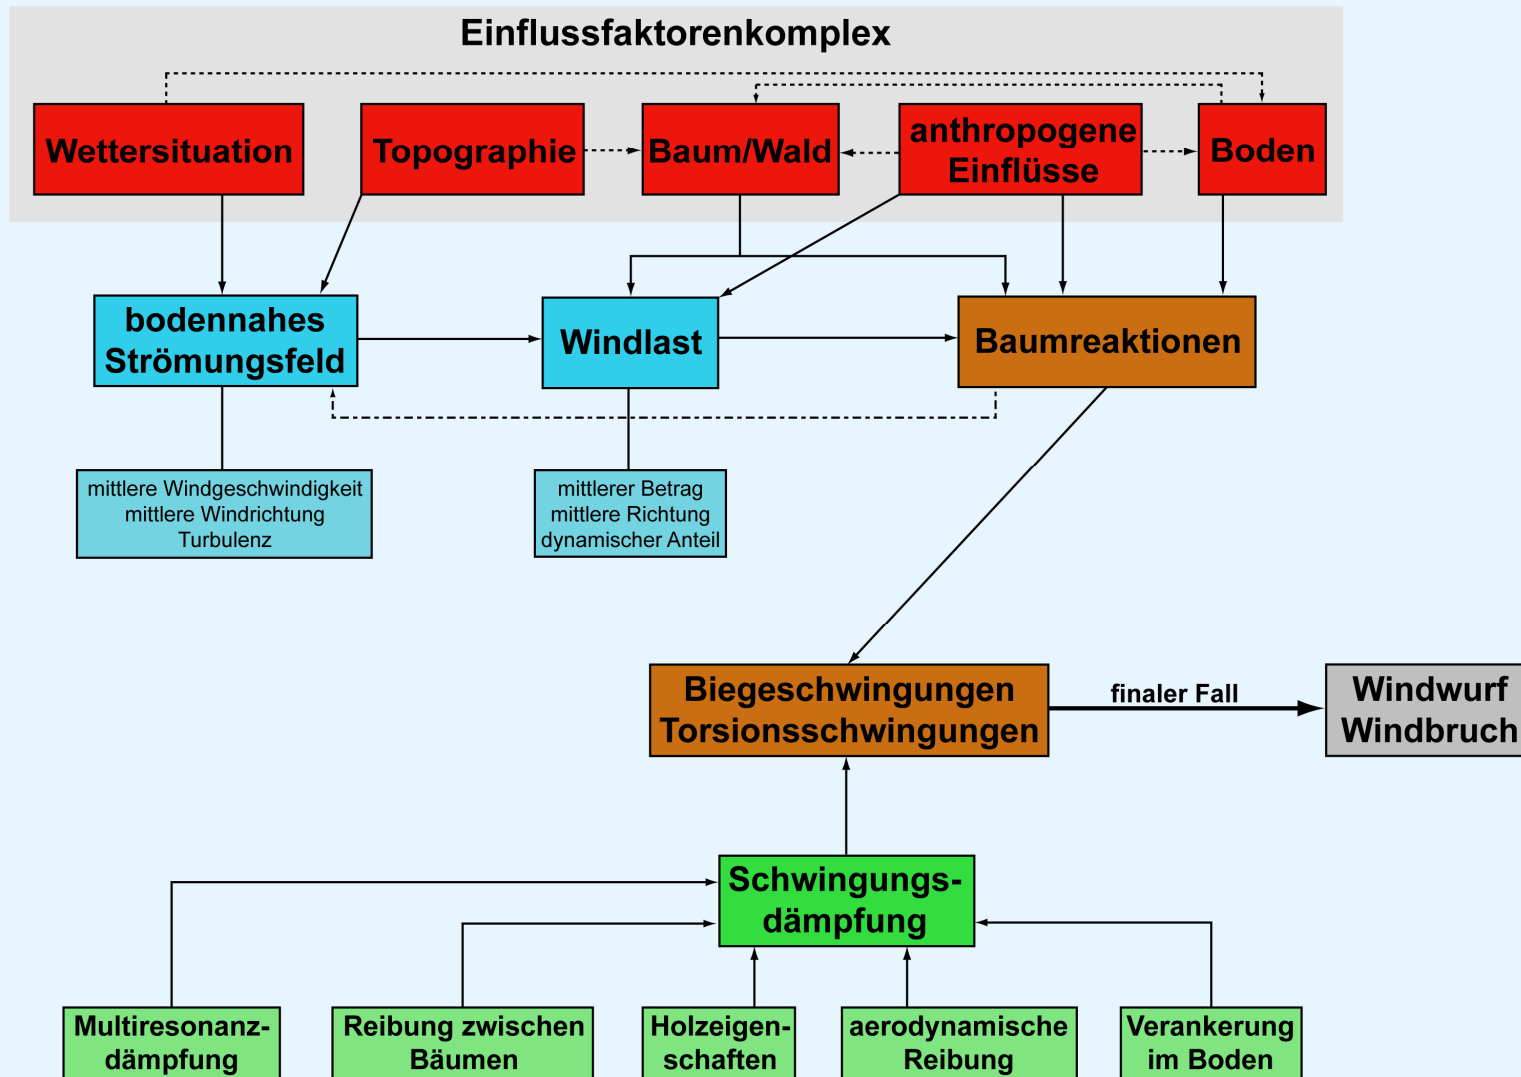 Einflussfaktorenkomplex
Wettersituation
Topographie
Baum/Wald
anthropogene
Einflüsse
Boden
bodennahes
Strömungsfeld
Windlast
Baumreaktionen
mittlere Windgeschwindigkeit
mittlere Windrichtung
Turbulenz
mittlerer Betrag
mittlere Richtung
dynamischer Anteil
Biegeschwingungen
Torsionsschwingungen
finaler Fall
Windwurf
Windbruch
Schwingungs-
dämpfung
Multiresonanz-
dämpfung
Reibung zwischen
Bäumen
Holzeigen-
schaften
aerodynamische
Reibung
Verankerung
im Boden